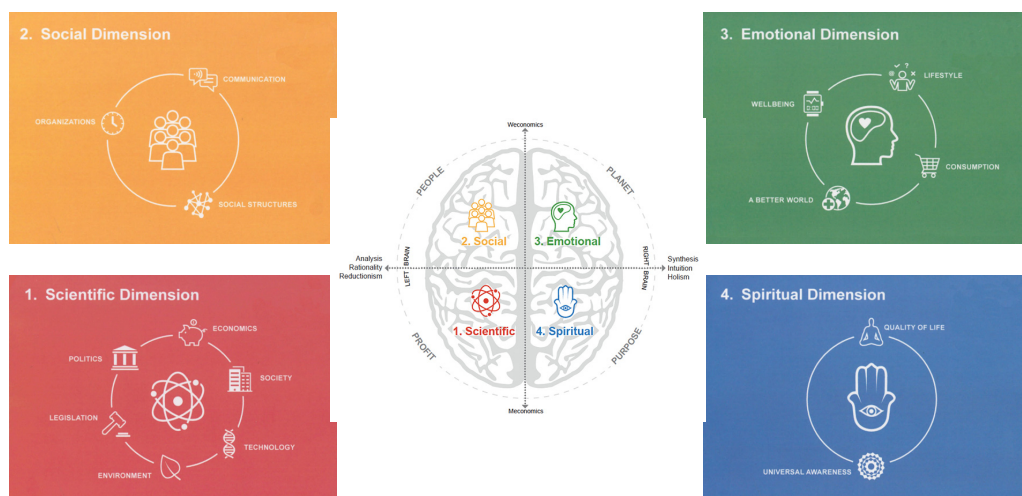 2. Social Dimension
COMMUNICATION
ORGANIZATIONS
SOCIAL STRUCTURES
3. Emotional Dimension
? 
LIFESTYLE
WELLBEING
CONSUMPTION
A BETTER WORLD
Weconomics
PEOPLE
PLANET
2. Social
3. Emotional
Analysis
Rationality
Reductionism
LEFT BRAIN
RIGHT BRAIN
Synthesis
Intuition
Holism
1. Scientific
4. Spiritual
PROFIT
PURPOSE
Meconomics
1. Scientific Dimension
ECONOMICS
POLITICS
SOCIETY
LEGISLATION
TECHNOLOGY
ENVIRONMENT
4. Spiritual Dimension
QUALITY OF LIFE
UNIVERSAL AWARENESS